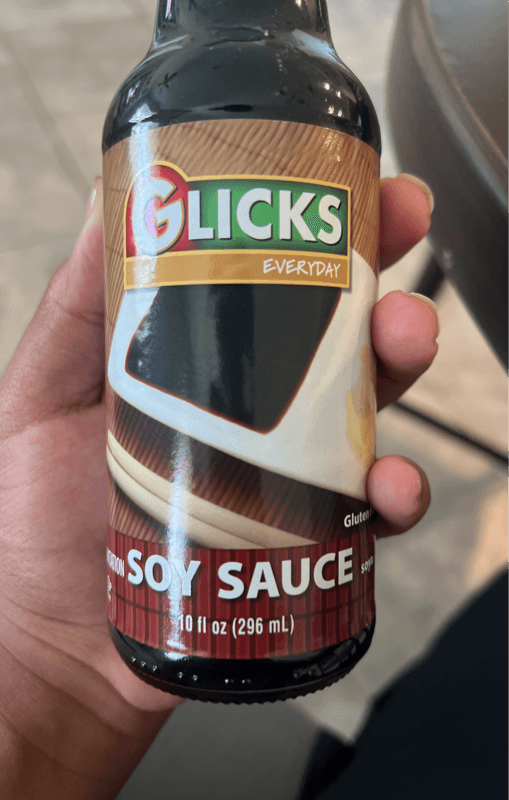 GLICKS
EVERYDAY
Gluten
SOY SAUCE
10 fl oz (296 mL)